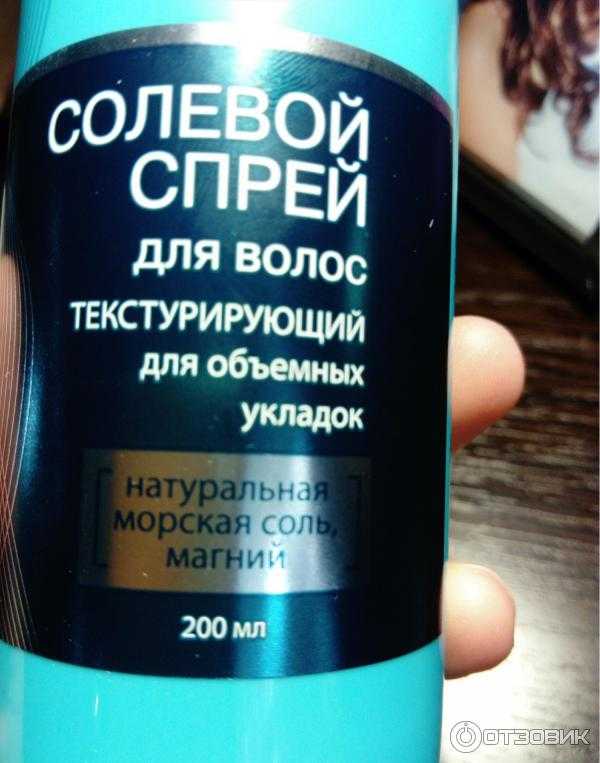 СОЛЕВОЙ
СПРЕЙ
для волос
ТЕКСТУРИРУЮЩИЙ
для объемных
укладок
натуральная
морская соль,
магний
200 мл
ОТЗОВИК